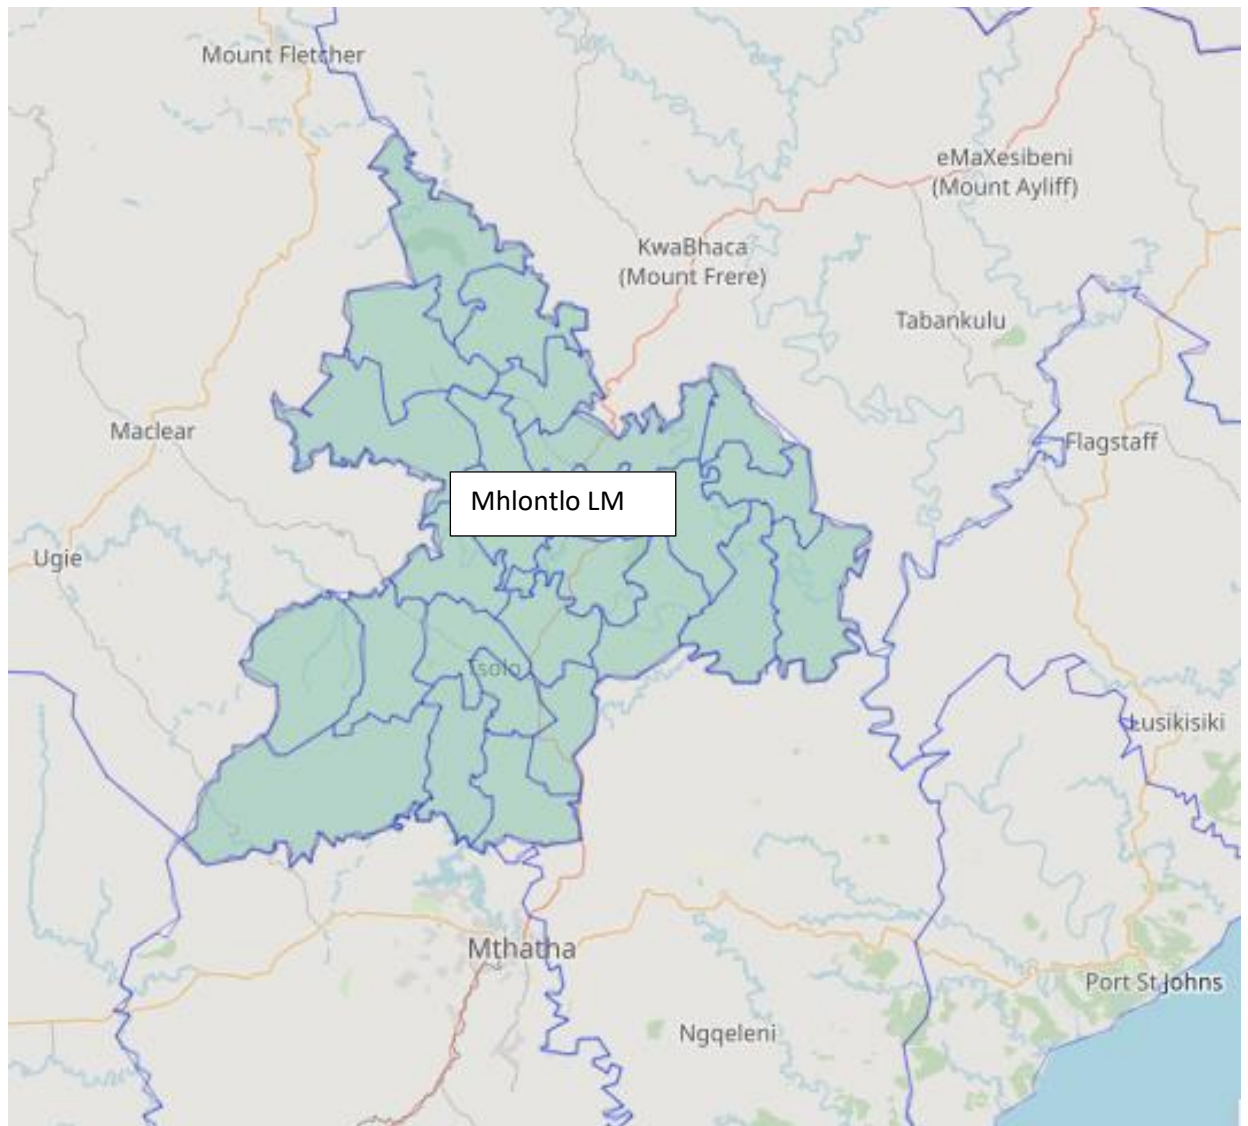 Mount Fletcher
eMaXesibeni
(Mount Ayliff)
KwaBhaca
(Mount Frere)
Tabankulu
Maclear
Flagstaff
Mhlontlo LM
Ugie
Tsolo
Lusikisiki
Mthatha
Port St Johns
Ngqeleni